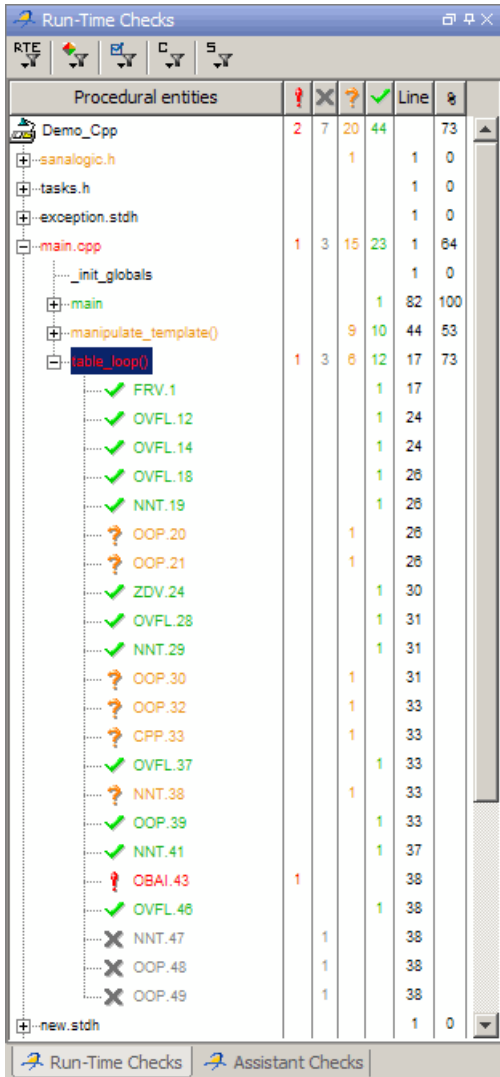 Run-Time Checks
RTE C 5
Procedural entities ! X ? ✓ Line %
Demo_Cpp 2 7 20 44 73
sanalogic.h 1 1 0
tasks.h 1 0
exception.stdh 1 0
main.cpp 1 3 15 23 1 64
_init_globals 1 0
main 1 82 100
manipulate_template() 9 10 44 53
table_loop() 1 3 6 12 17 73
FRV.1 1 17
OVFL.12 1 24
OVFL.14 1 24
OVFL.18 1 26
NNT.19 1 26
OOP.20 1 26
OOP.21 1 26
ZDV.24 1 30
OVFL.28 1 31
NNT.29 1 31
OOP.30 1 31
OOP.32 1 33
CPP.33 1 33
OVFL.37 1 33
NNT.38 1 33
OOP.39 1 33
NNT.41 1 37
OBAI.43 1 38
OVFL.46 1 38
NNT.47 1 38
OOP.48 1 38
OOP.49 1 38
new.stdh 1 0
Run-Time Checks Assistant Checks